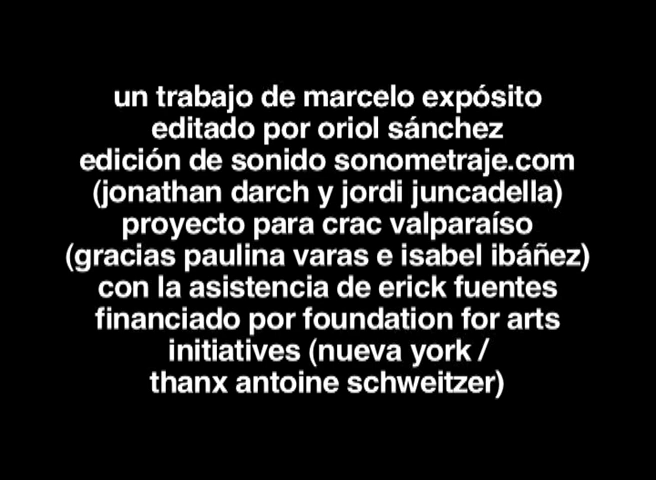 un trabajo de marcelo expósito
editado por oriol sánchez
edición de sonido sonometraje.com
(jonathan darch y jordi juncadella)
proyecto para crac valparaíso
(gracias paulina varas e isabel ibáñez)
con la asistencia de erick fuentes
financiado por foundation for arts
initiatives (nueva york /
thanx antoine schweitzer)